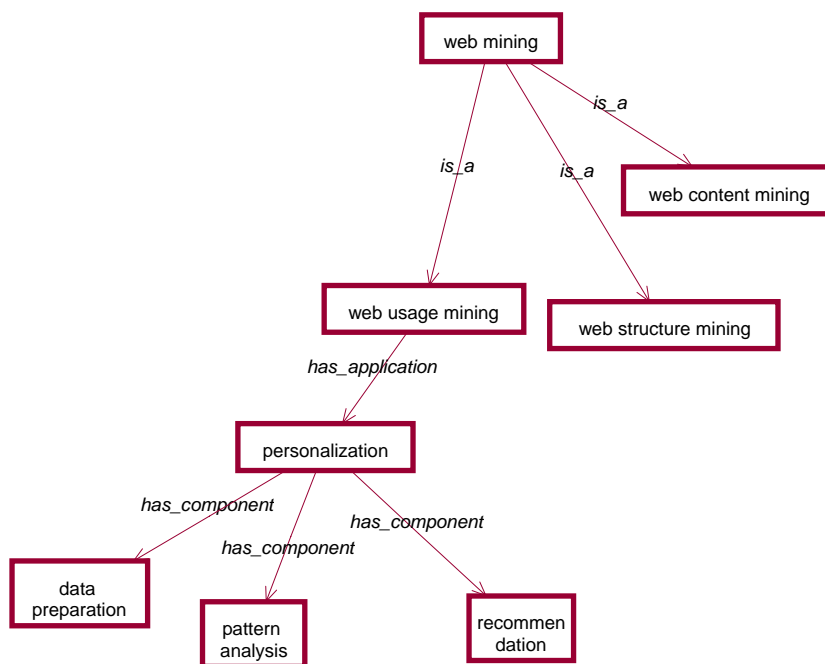 web mining
is_a
is_a
is_a
web content mining
web usage mining
web structure mining
has_application
personalization
has_component
has_component
has_component
data
preparation
pattern
analysis
recommen
dation